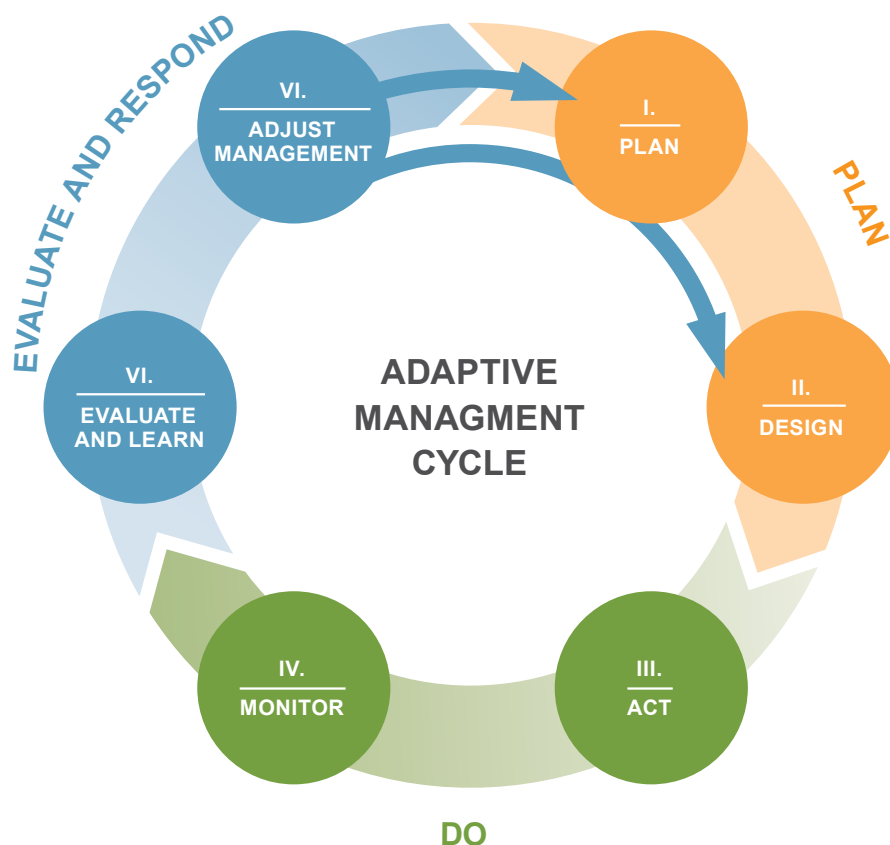 EVALUATE AND RESPOND
VI.
ADJUST
MANAGEMENT
I.
PLAN
PLAN
VI.
EVALUATE
AND LEARN
ADAPTIVE
MANAGMENT
CYCLE
II.
DESIGN
IV.
MONITOR
III.
ACT
DO